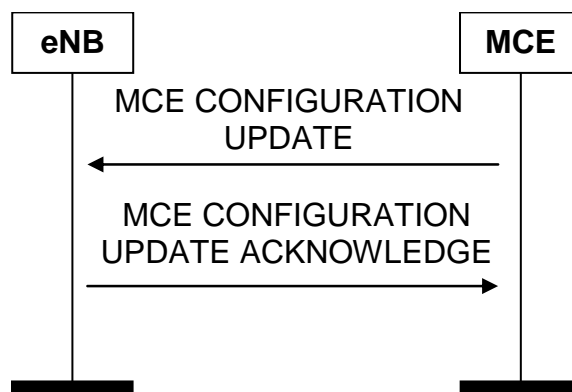 eNB
MCE
MCE CONFIGURATION
UPDATE
MCE CONFIGURATION
UPDATE ACKNOWLEDGE